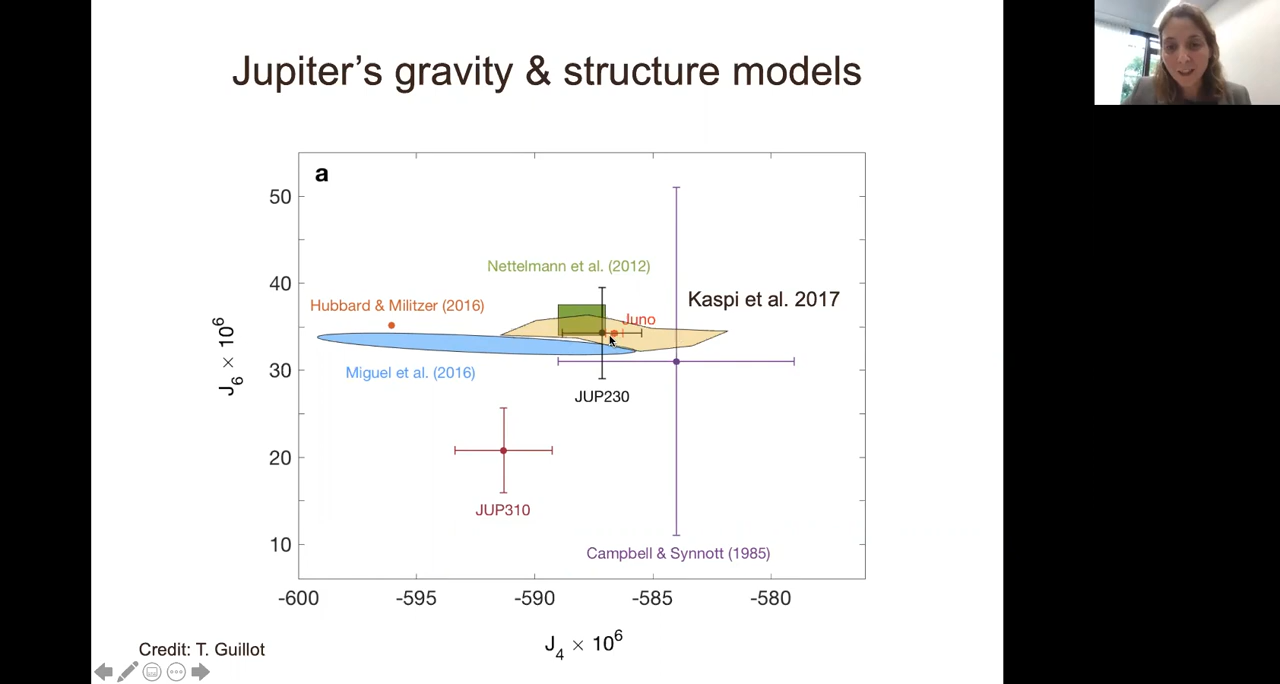 Jupiter's gravity & structure models
a
50
40
30
20
10
J6 × 10^6
Nettelmann et al. (2012)
Hubbard & Militzer (2016)
Kaspi et al. 2017
Juno
Miguel et al. (2016)
JUP230
JUP310
Campbell & Synnott (1985)
-600
-595
-590
-585
-580
J4 × 10^6
Credit: T. Guillot